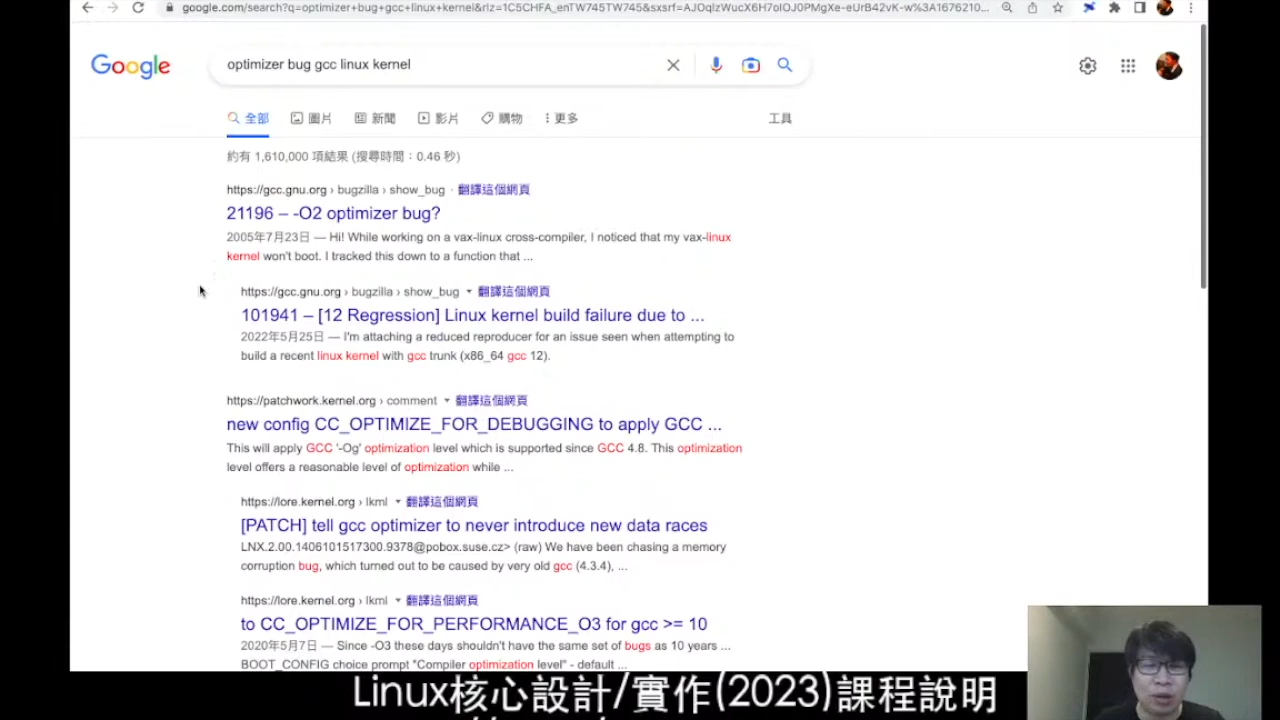 google.com/search?q=optimizer+bug+gcc+linux+kernel&rlz=1C5CHFA_enTW745TW745&sxsrf=AJOqlzWucX6H7oIOJ0PMgXe-eUrB42vK-w%3A1676210...
Google
optimizer bug gcc linux kernel
全部 圖片 新聞 影片 購物 更多 工具
約有 1,610,000 項結果 (搜尋時間：0.46 秒)
https://gcc.gnu.org › bugzilla › show_bug · 翻譯這個網頁
21196 – -O2 optimizer bug?
2005年7月23日 — Hi! While working on a vax-linux cross-compiler, I noticed that my vax-linux
kernel won't boot. I tracked this down to a function that ...
https://gcc.gnu.org › bugzilla › show_bug 翻譯這個網頁
101941 – [12 Regression] Linux kernel build failure due to ...
2022年5月25日 — I'm attaching a reduced reproducer for an issue seen when attempting to
build a recent linux kernel with gcc trunk (x86_64 gcc 12).
https://patchwork.kernel.org › comment 翻譯這個網頁
new config CC_OPTIMIZE_FOR_DEBUGGING to apply GCC ...
This will apply GCC '-Og' optimization level which is supported since GCC 4.8. This optimization
level offers a reasonable level of optimization while ...
https://lore.kernel.org › lkml 翻譯這個網頁
[PATCH] tell gcc optimizer to never introduce new data races
LNX.2.00.1406101517300.9378@pobox.suse.cz> (raw) We have been chasing a memory
corruption bug, which turned out to be caused by very old gcc (4.3.4), ...
https://lore.kernel.org › lkml 翻譯這個網頁
to CC_OPTIMIZE_FOR_PERFORMANCE_O3 for gcc >= 10
2020年5月7日 — Since -O3 these days shouldn't have the same set of bugs as 10 years ...
BOOT_CONFIG choice prompt "Compiler optimization level" - default ...
Linux核心設計/實作(2023)課程說明